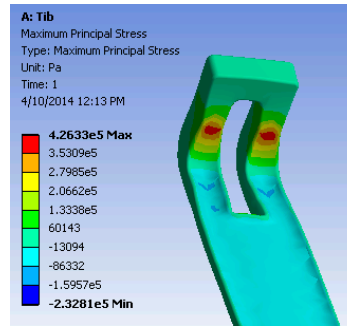 A: Tib
Maximum Principal Stress
Type: Maximum Principal Stress
Unit: Pa
Time: 1
4/10/2014 12:13 PM
4.2633e5 Max
3.5309e5
2.7985e5
2.0662e5
1.3338e5
60143
-13094
-86332
-1.5957e5
-2.3281e5 Min